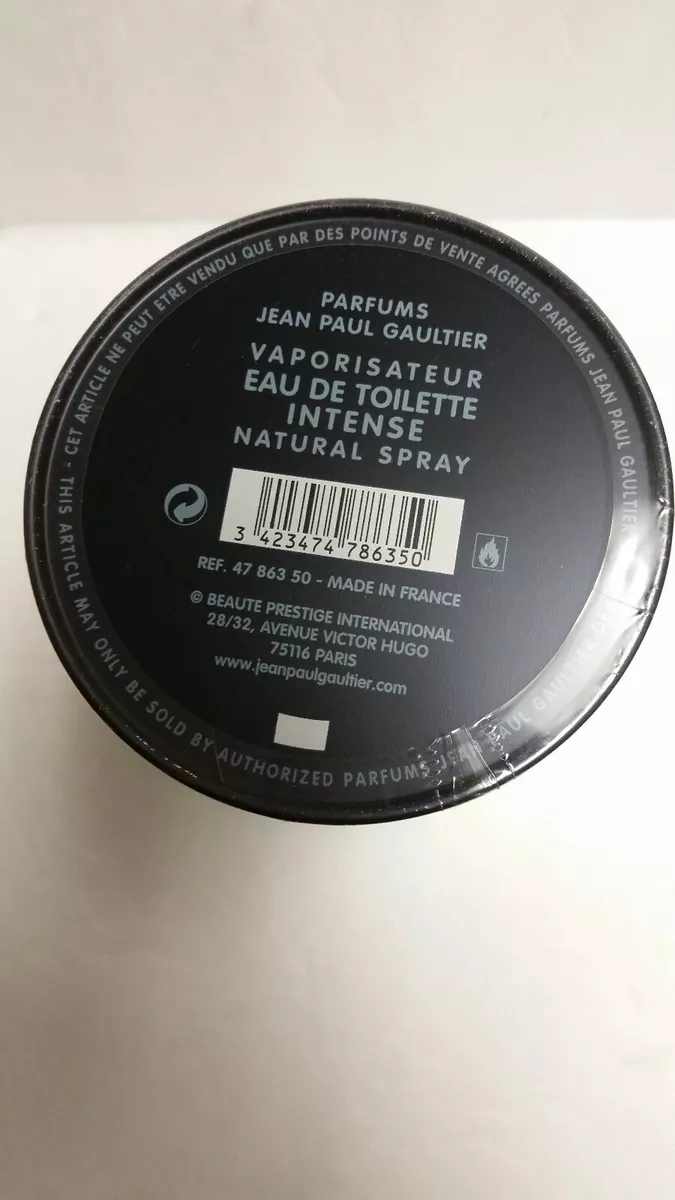 PARFUMS
JEAN PAUL GAULTIER
VAPORISATEUR
EAU DE TOILETTE
INTENSE
NATURAL SPRAY
3 423474 786350
REF. 47 863 50 - MADE IN FRANCE
© BEAUTE PRESTIGE INTERNATIONAL
28/32, AVENUE VICTOR HUGO
75116 PARIS
www.jeanpaulgaultier.com
CET ARTICLE NE PEUT ETRE VENDU QUE PAR DES POINTS DE VENTE AGREES PARFUMS JEAN PAUL GAULTIER
- THIS ARTICLE MAY ONLY BE SOLD BY AUTHORIZED PARFUMS JEAN PAUL GAULTIER